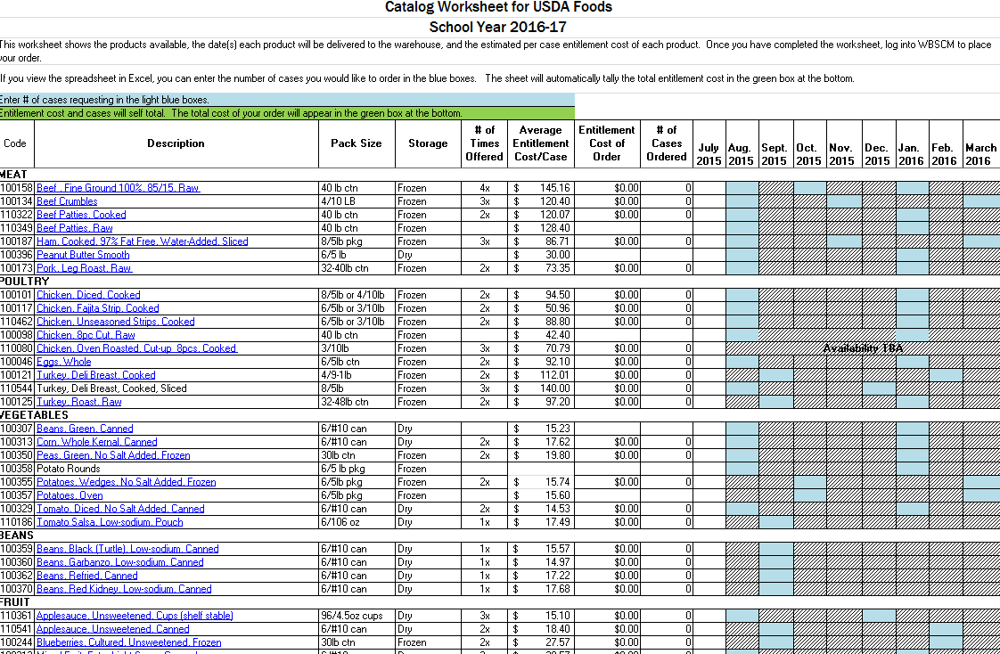 Catalog Worksheet for USDA Foods
School Year 2016-17
This worksheet shows the products available, the date(s) each product will be delivered to the warehouse, and the estimated per case entitlement cost of each product. Once you have completed the worksheet, log into WBSCM to place
your order.
If you view the spreadsheet in Excel, you can enter the number of cases you would like to order in the blue boxes. The sheet will automatically tally the total entitlement cost in the green box at the bottom.
Enter # of cases requesting in the light blue boxes.
Entitlement cost and cases will self total. The total cost of your order will appear in the green box at the bottom.
Code Description Pack Size Storage # of Times Offered Average Entitlement Cost/Case Entitlement Cost of Order # of Cases Ordered July 2015 Aug. 2015 Sept. 2015 Oct. 2015 Nov. 2015 Dec. 2015 Jan. 2016 Feb. 2016 March 2016
MEAT
100158 Beef , Fine Ground 100%, 85/15, Raw 40 lb ctn Frozen 4x $ 145.16 $0.00 0
100134 Beef Crumbles 4/10 LB Frozen 3x $ 120.40 $0.00 0
110322 Beef Patties, Cooked 40 lb ctn Frozen 2x $ 120.07 $0.00 0
110349 Beef Patties, Raw 40 lb ctn Frozen $ 128.40
100187 Ham, Cooked, 97% Fat Free, Water-Added, Sliced 8/5lb pkg Frozen 3x $ 86.71 $0.00 0
100396 Peanut Butter Smooth 6/5 lb Dry $ 30.00
100173 Pork, Leg Roast, Raw 32-40lb ctn Frozen 2x $ 73.35 $0.00 0
POULTRY
100101 Chicken, Diced, Cooked 8/5lb or 4/10lb Frozen 2x $ 94.50 $0.00 0
100117 Chicken, Fajita Strip, Cooked 6/5lb or 3/10lb Frozen 2x $ 50.96 $0.00 0
110462 Chicken, Unseasoned Strips, Cooked 6/5lb or 3/10lb Frozen 2x $ 88.80 $0.00 0
100098 Chicken, 8pc Cut, Raw 40 lb ctn Frozen $ 42.40
110080 Chicken, Oven Roasted, Cut-up 8pcs, Cooked 3/10lb Frozen 3x $ 70.79 $0.00 0 Availability TBA
100046 Eggs, Whole 6/5lb ctn Frozen 2x $ 92.10 $0.00 0
100121 Turkey, Deli Breast, Cooked 4/9-1lb Frozen 2x $ 112.01 $0.00 0
110544 Turkey, Deli Breast, Cooked, Sliced 8/5lb Frozen 3x $ 140.00 $0.00 0
100125 Turkey, Roast, Raw 32-48lb ctn Frozen 2x $ 97.20 $0.00 0
VEGETABLES
100307 Beans, Green, Canned 6/#10 can Dry $ 15.23
100313 Corn, Whole Kernal, Canned 6/#10 can Dry 2x $ 17.62 $0.00 0
100350 Peas, Green, No Salt Added, Frozen 30lb ctn Frozen 2x $ 19.80 $0.00 0
100358 Potato Rounds 6/5 lb pkg Frozen
100355 Potatoes, Wedges, No Salt Added, Frozen 6/5lb pkg Frozen 2x $ 15.74 $0.00 0
100357 Potatoes, Oven 6/5lb pkg Frozen $ 15.60
100329 Tomato, Diced, No Salt Added, Canned 6/#10 can Dry 2x $ 14.53 $0.00 0
110186 Tomato Salsa, Low-sodium, Pouch 6/106 oz Dry 1x $ 17.49 $0.00 0
BEANS
100359 Beans, Black (Turtle), Low-sodium, Canned 6/#10 can Dry 1x $ 15.57 $0.00 0
100360 Beans, Garbanzo, Low-sodium, Canned 6/#10 can Dry 1x $ 14.97 $0.00 0
100362 Beans, Refried, Canned 6/#10 can Dry 1x $ 17.22 $0.00 0
100370 Beans, Red Kidney, Low-sodium, Canned 6/#10 can Dry 1x $ 17.68 $0.00 0
FRUIT
110361 Applesauce, Unsweetened, Cups (shelf stable) 96/4.5oz cups Dry 3x $ 15.10 $0.00 0
110541 Applesauce, Unsweetened, Canned 6/#10 can Dry 2x $ 18.40 $0.00 0
100244 Blueberries, Cultured, Unsweetened, Frozen 30lb ctn Frozen 2x $ 27.57 $0.00 0